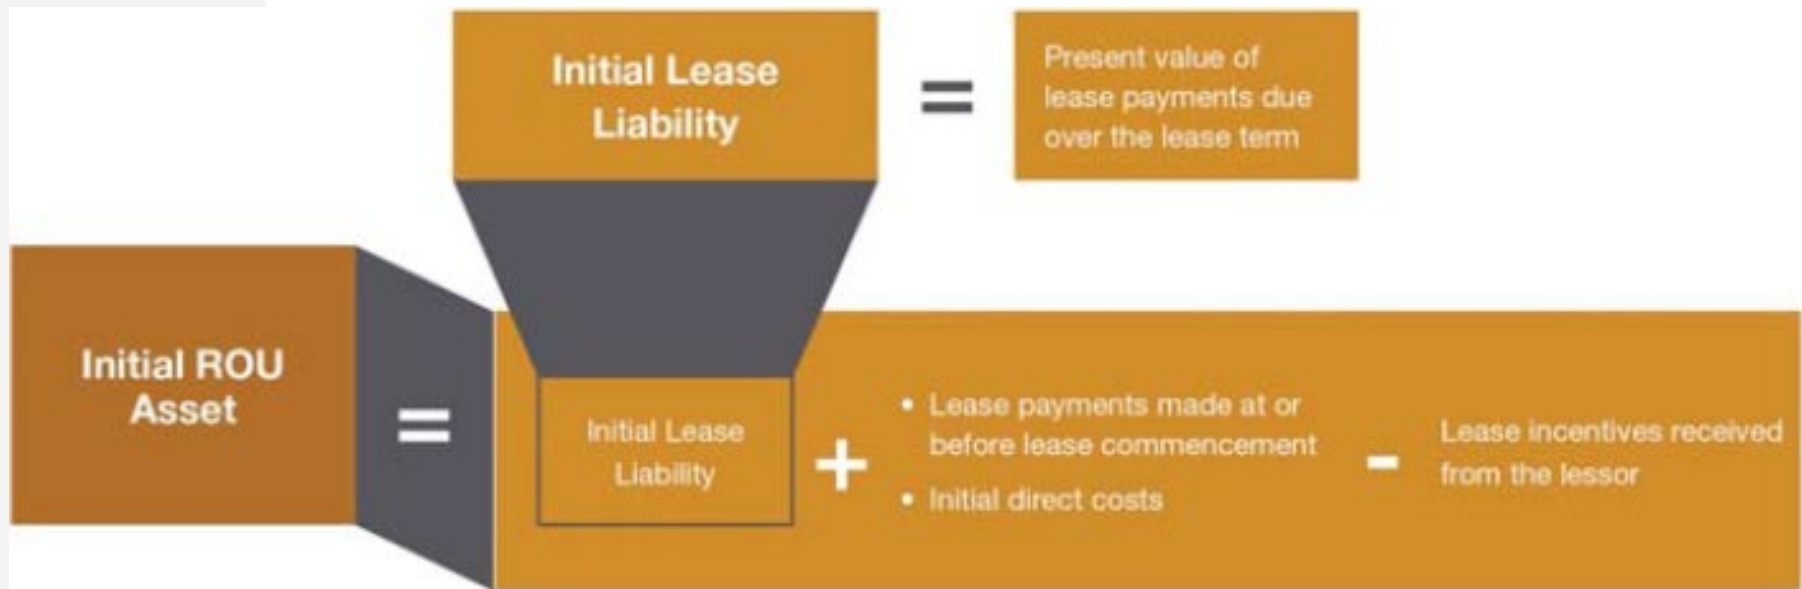 Initial Lease
Liability
=
Present value of
lease payments due
over the lease term
Initial ROU
Asset
=
Initial Lease
Liability
+
• Lease payments made at or
before lease commencement
• Initial direct costs
-
Lease incentives received
from the lessor